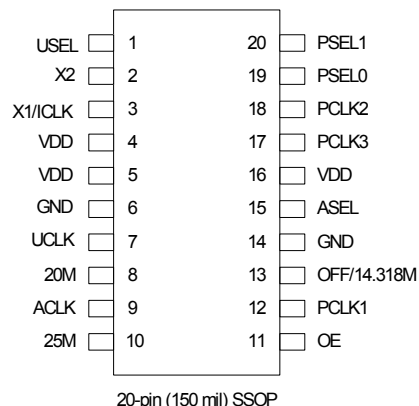 USEL 1 20 PSEL1
X2 2 19 PSEL0
X1/ICLK 3 18 PCLK2
VDD 4 17 PCLK3
VDD 5 16 VDD
GND 6 15 ASEL
UCLK 7 14 GND
20M 8 13 OFF/14.318M
ACLK 9 12 PCLK1
25M 10 11 OE
20-pin (150 mil) SSOP